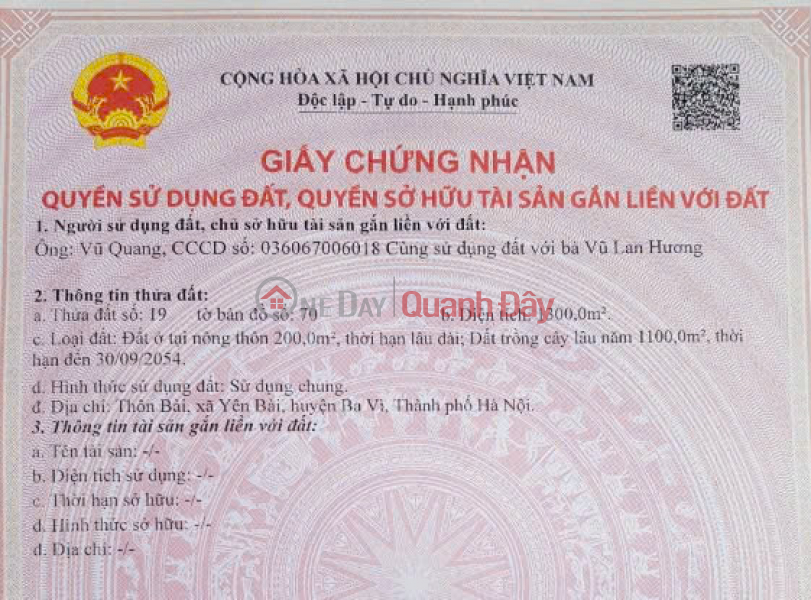 CỘNG HÒA XÃ HỘI CHỦ NGHĨA VIỆT NAM
Độc lập - Tự do - Hạnh phúc
GIẤY CHỨNG NHẬN
QUYỀN SỬ DỤNG ĐẤT, QUYỀN SỞ HỮU TÀI SẢN GẮN LIỀN VỚI ĐẤT
1. Người sử dụng đất, chủ sở hữu tài sản gắn liền với đất:
Ông: Vũ Quang, CCCD số: 036067006018 Cùng sử dụng đất với bà Vũ Lan Hương
2. Thông tin thửa đất:
ONEDAY Quanh Đây
a. Thửa đất số: 19 tờ bản đồ số: 70 b. Diện tích: 1300,0m².
c. Loại đất: Đất ở tại nông thôn 200,0m², thời hạn lâu dài; Đất trồng cây lâu năm 1100,0m², thời
hạn đến 30/09/2054.
d. Hình thức sử dụng đất: Sử dụng chung.
đ. Địa chỉ: Thôn Bài, xã Yên Bài, huyện Ba Vì, Thành phố Hà Nội.
3. Thông tin tài sản gắn liền với đất:
a. Tên tài sản: -/-
b. Diện tích sử dụng: -/-
c. Thời hạn sở hữu: -/-
d. Hình thức sở hữu: -/-
đ. Địa chỉ: -/-